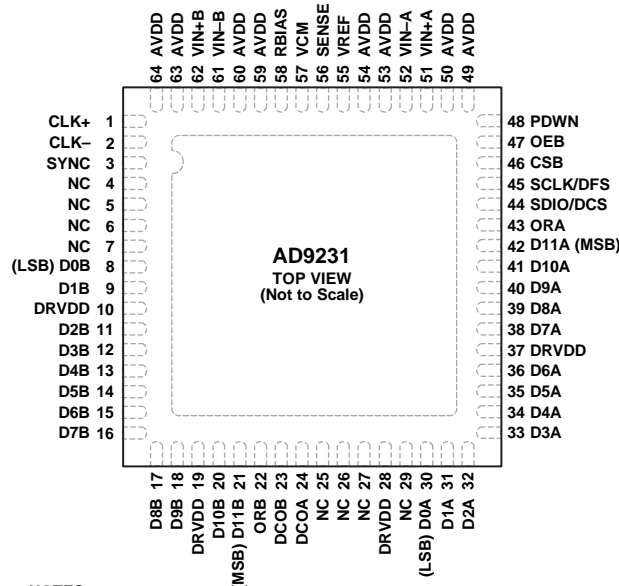 64 AVDD
63 AVDD
62 VIN+B
61 VIN–B
60 AVDD
59 AVDD
58 RBIAS
57 VCM
56 SENSE
55 VREF
54 AVDD
53 AVDD
52 VIN–A
51 VIN+A
50 AVDD
49 AVDD
CLK+ 1
CLK– 2
SYNC 3
NC 4
NC 5
NC 6
NC 7
(LSB) D0B 8
D1B 9
DRVDD 10
D2B 11
D3B 12
D4B 13
D5B 14
D6B 15
D7B 16
AD9231
TOP VIEW
(Not to Scale)
48 PDWN
47 OEB
46 CSB
45 SCLK/DFS
44 SDIO/DCS
43 ORA
42 D11A (MSB)
41 D10A
40 D9A
39 D8A
38 D7A
37 DRVDD
36 D6A
35 D5A
34 D4A
33 D3A
D8B 17
D9B 18
DRVDD 19
D10B 20
(MSB) D11B 21
ORB 22
DCOB 23
DCOA 24
NC 25
NC 26
NC 27
DRVDD 28
NC 29
(LSB) D0A 30
D1A 31
D2A 32